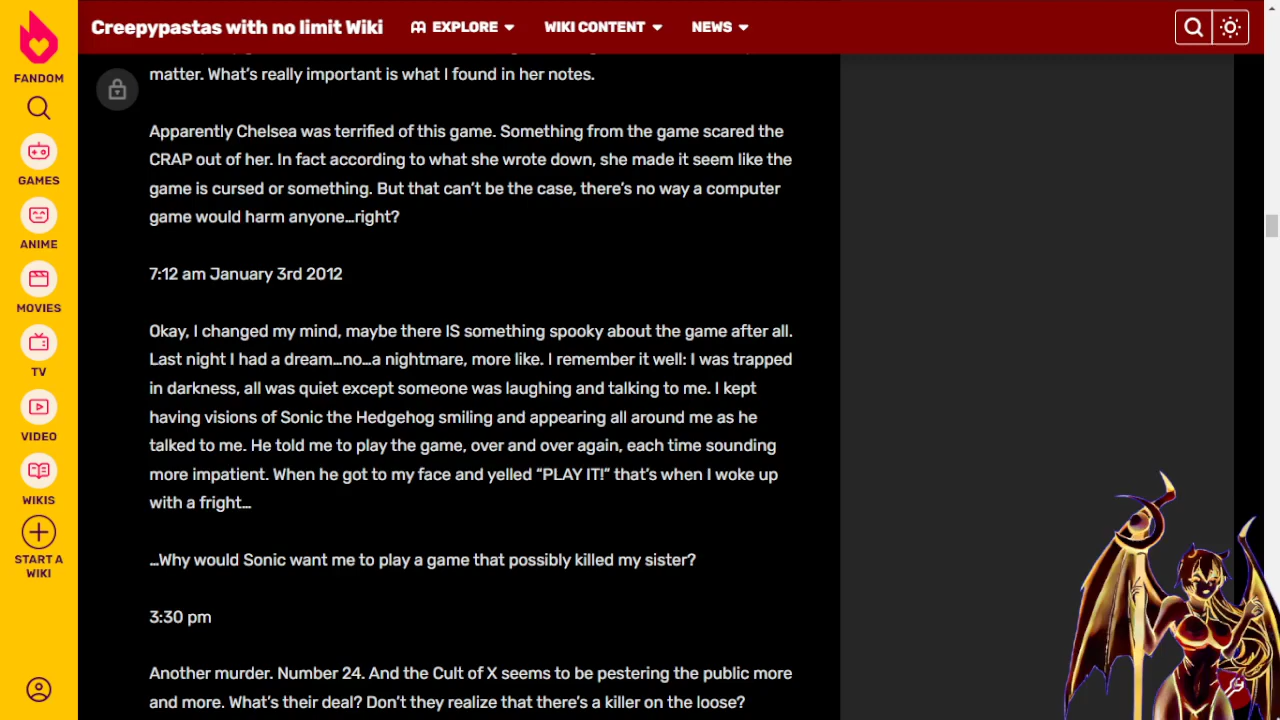 Creepypastas with no limit Wiki
EXPLORE
WIKI CONTENT
NEWS
FANDOM
GAMES
ANIME
MOVIES
TV
VIDEO
WIKIS
START A
WIKI
matter. What’s really important is what I found in her notes.
Apparently Chelsea was terrified of this game. Something from the game scared the
CRAP out of her. In fact according to what she wrote down, she made it seem like the
game is cursed or something. But that can’t be the case, there’s no way a computer
game would harm anyone…right?
7:12 am January 3rd 2012
Okay, I changed my mind, maybe there IS something spooky about the game after all.
Last night I had a dream…no…a nightmare, more like. I remember it well: I was trapped
in darkness, all was quiet except someone was laughing and talking to me. I kept
having visions of Sonic the Hedgehog smiling and appearing all around me as he
talked to me. He told me to play the game, over and over again, each time sounding
more impatient. When he got to my face and yelled “PLAY IT!” that’s when I woke up
with a fright…
…Why would Sonic want me to play a game that possibly killed my sister?
3:30 pm
Another murder. Number 24. And the Cult of X seems to be pestering the public more
and more. What’s their deal? Don’t they realize that there’s a killer on the loose?